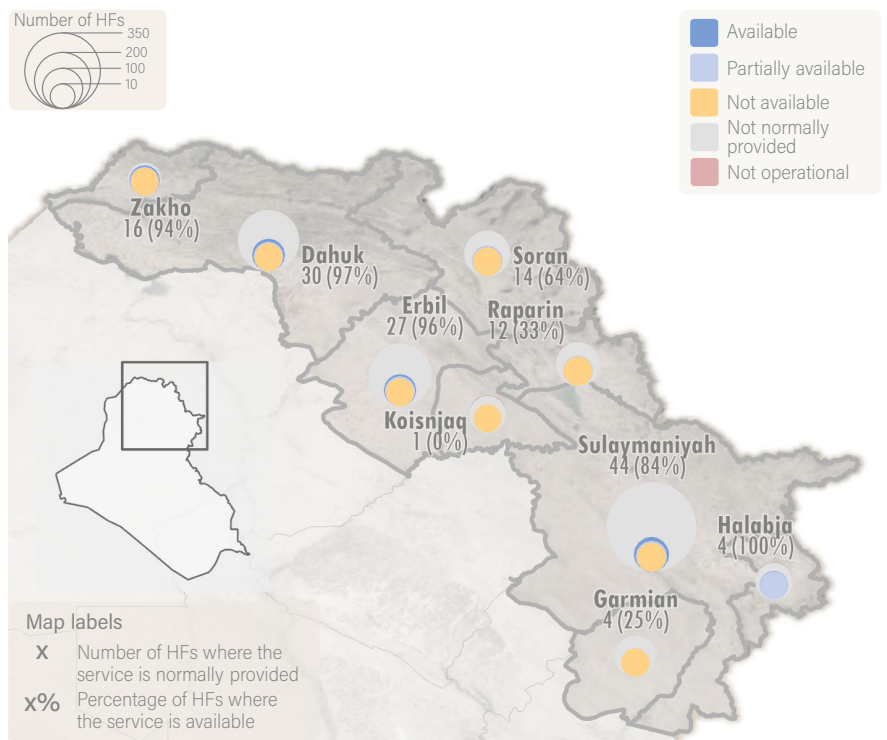 Number of HFs
350
200
100
10
Available
Partially available
Not available
Not normally
provided
Not operational
Zakho
16 (94%)
Dahuk
30 (97%)
Soran
14 (64%)
Erbil
27 (96%)
Raparin
12 (33%)
Koisnjaq
1 (0%)
Sulaymaniyah
44 (84%)
Halabja
4 (100%)
Garmian
4 (25%)
Map labels
x Number of HFs where the
service is normally provided
x% Percentage of HFs where
the service is available